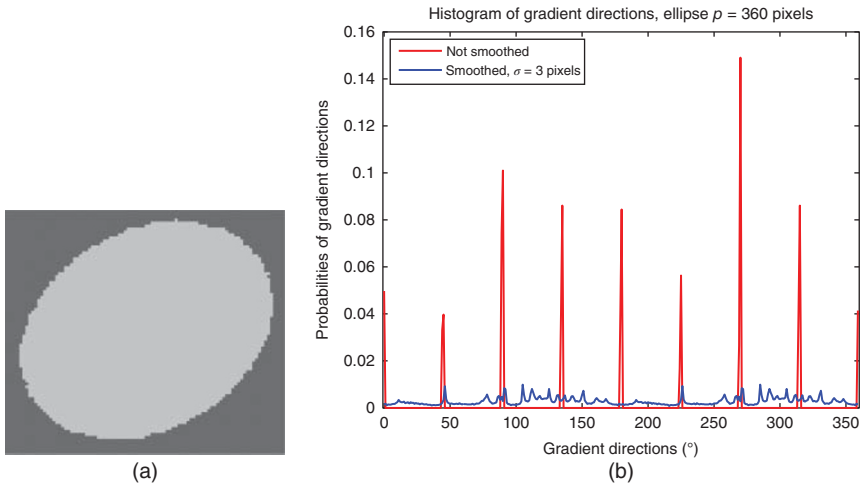 Histogram of gradient directions, ellipse p = 360 pixels
Not smoothed
Smoothed, σ = 3 pixels
Probabilities of gradient directions
0.16
0.14
0.12
0.1
0.08
0.06
0.04
0.02
0
0 50 100 150 200 250 300 350
Gradient directions (°)
(a)
(b)